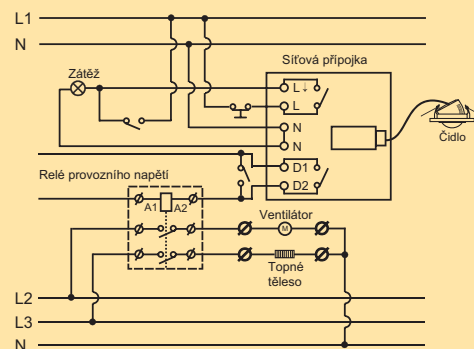 L1
N
Síťová přípojka
Zátěž
L ↓
L
N
N
Čidlo
D1
D2
Relé provozního napětí
A1 A2
Ventilátor
M
Topné
těleso
L2
L3
N